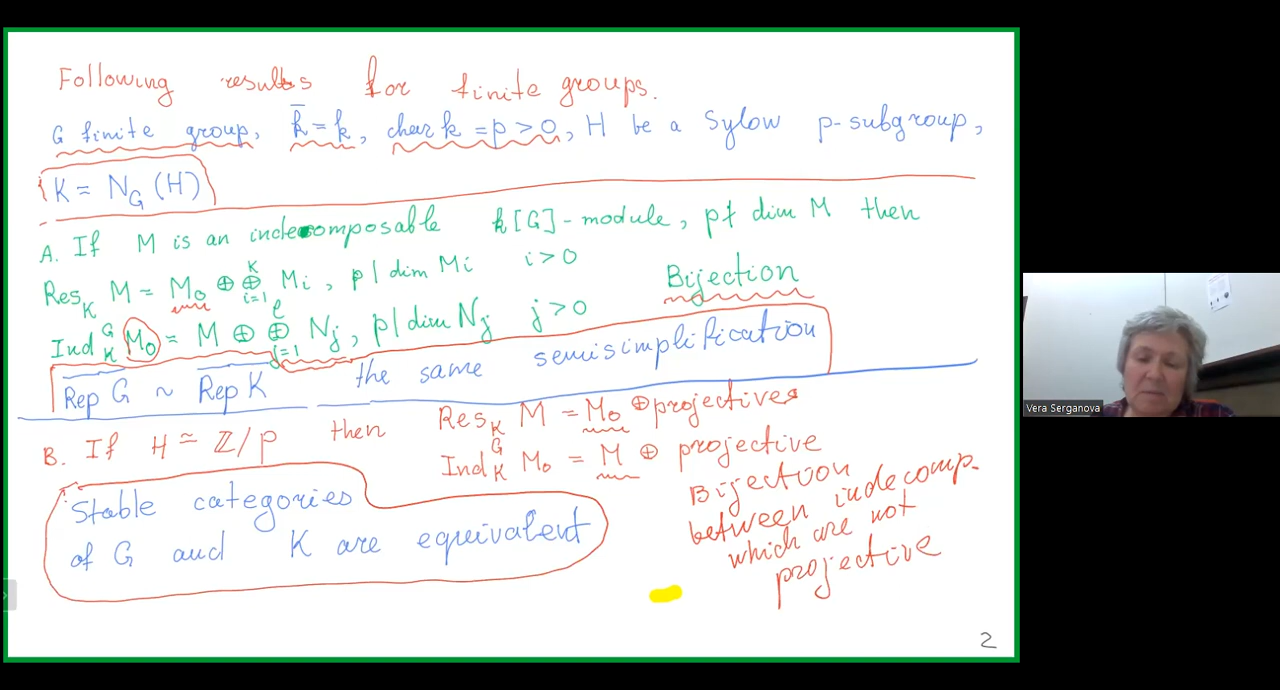 Following results for finite groups.
G finite group, k̄ = k, char k = p > 0, H be a Sylow p-subgroup,
K = N_G (H)
A. If M is an indecomposable k[G]-module, p∤ dim M then
Res_K M = M_0 ⊕ ⊕_{i=1}^{K} M_i, p | dim M_i i > 0
Bijection
Ind_K^G M_0 = M ⊕ ⊕_{j=1}^{l} N_j, p | dim N_j j > 0
Rep G ~ Rep K the same semisimplification
B. If H ≃ Z/p then Res_K M = M_0 ⊕ projectives
Ind_K^G M_0 = M ⊕ projective
Stable categories
of G and K are equivalent
Bijection
between indecomp.
which are not
projective
2
Vera Serganova